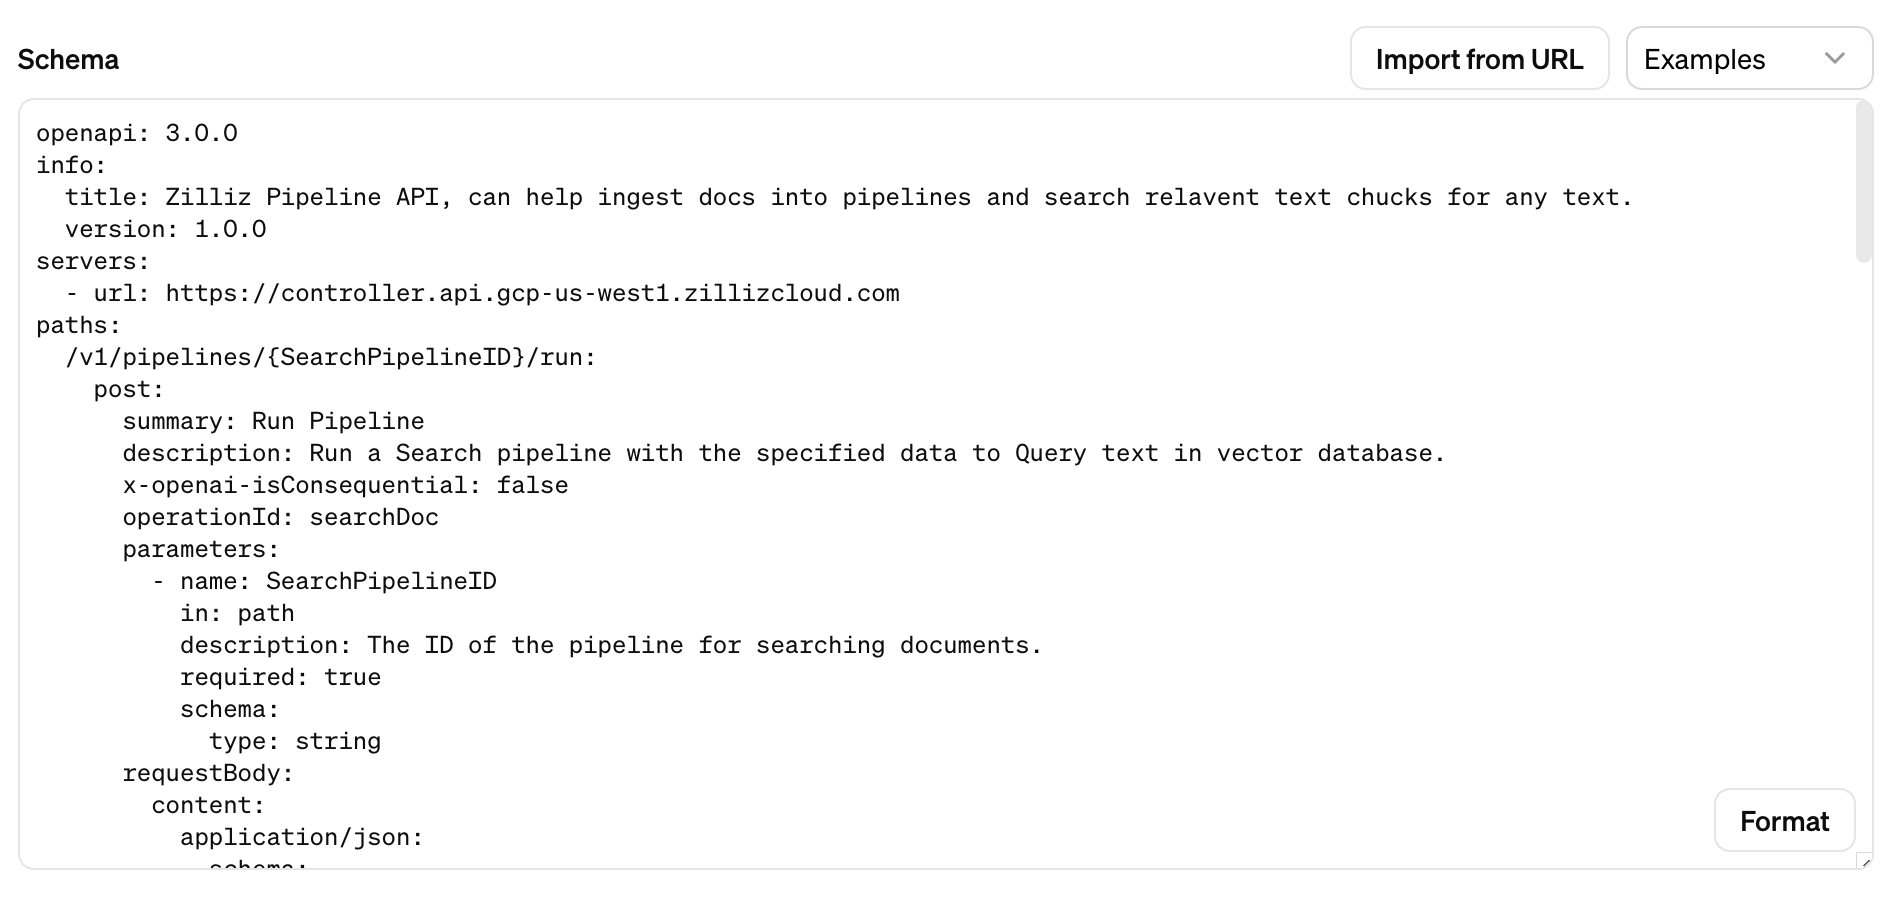 Schema
Import from URL
Examples
openapi: 3.0.0
info:
  title: Zilliz Pipeline API, can help ingest docs into pipelines and search relavent text chucks for any text.
  version: 1.0.0
servers:
  - url: https://controller.api.gcp-us-west1.zillizcloud.com
paths:
  /v1/pipelines/{SearchPipelineID}/run:
    post:
      summary: Run Pipeline
      description: Run a Search pipeline with the specified data to Query text in vector database.
      x-openai-isConsequential: false
      operationId: searchDoc
      parameters:
        - name: SearchPipelineID
          in: path
          description: The ID of the pipeline for searching documents.
          required: true
          schema:
            type: string
      requestBody:
        content:
          application/json:
            schema:
Format